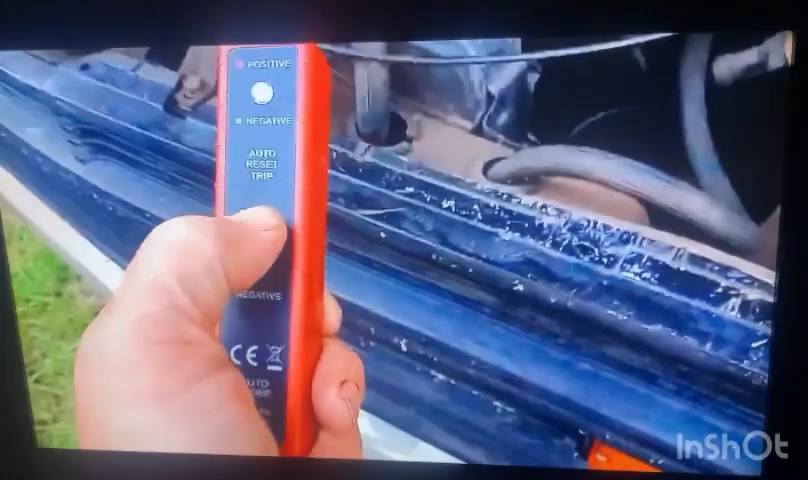 POSITIVE
NEGATIVE
AUTO
RESET
TRIP
NEGATIVE
CE
InShOt